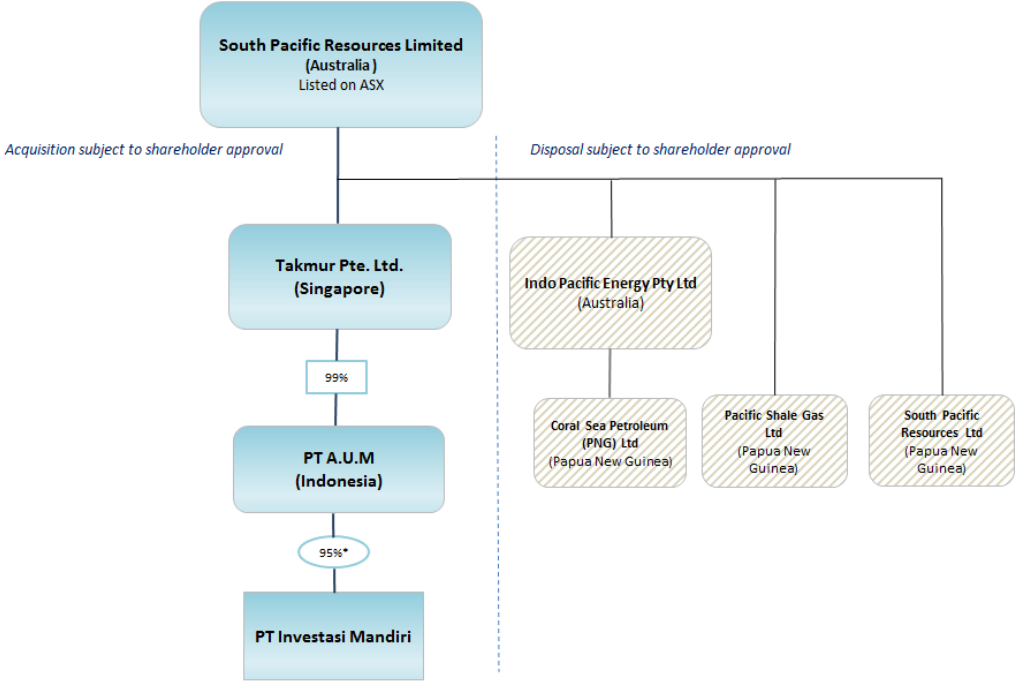 South Pacific Resources Limited
(Australia)
Listed on ASX
Acquisition subject to shareholder approval
Disposal subject to shareholder approval
Takmur Pte. Ltd.
(Singapore)
Indo Pacific Energy Pty Ltd
(Australia)
99%
Coral Sea Petroleum
(PNG) Ltd
(Papua New Guinea)
Pacific Shale Gas
Ltd
(Papua New
Guinea)
South Pacific
Resources Ltd
(Papua New
Guinea)
PT A.U.M
(Indonesia)
95%*
PT Investasi Mandiri